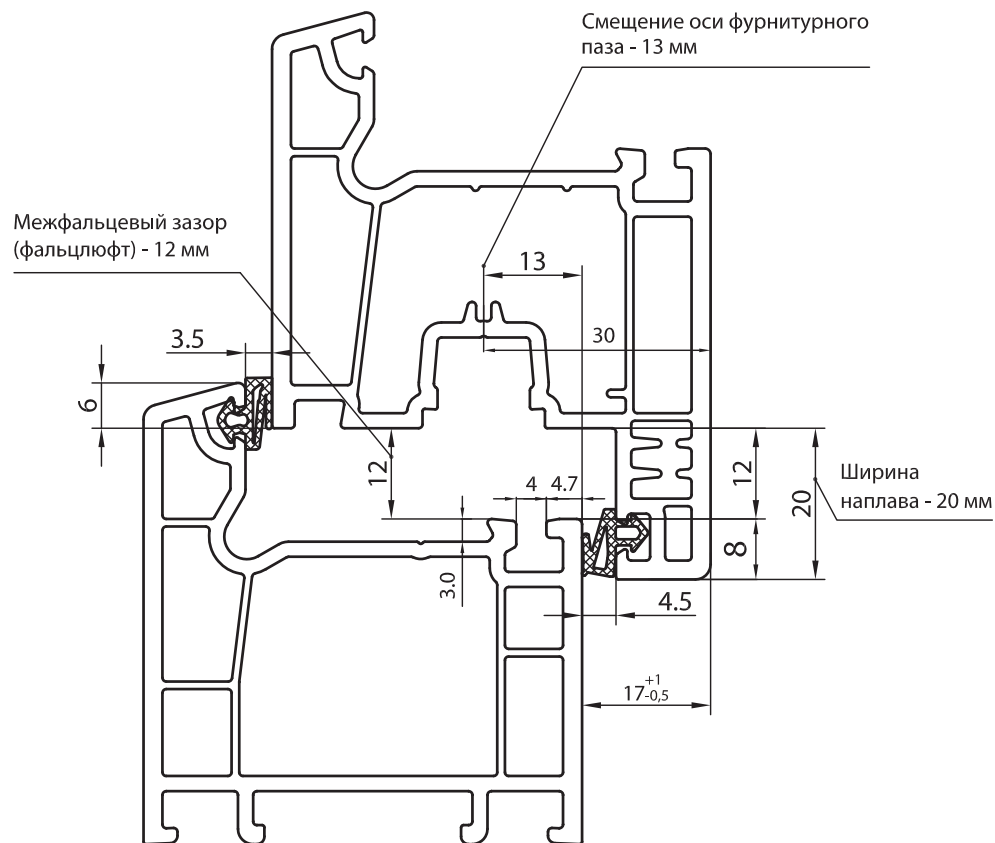 Смещение оси фурнитурного
паза - 13 мм
Межфальцевый зазор
(фальцлюфт) - 12 мм
13
30
3.5
6
12
4
4.7
12
20
Ширина
наплава - 20 мм
8
3.0
4.5
17 +1 -0,5